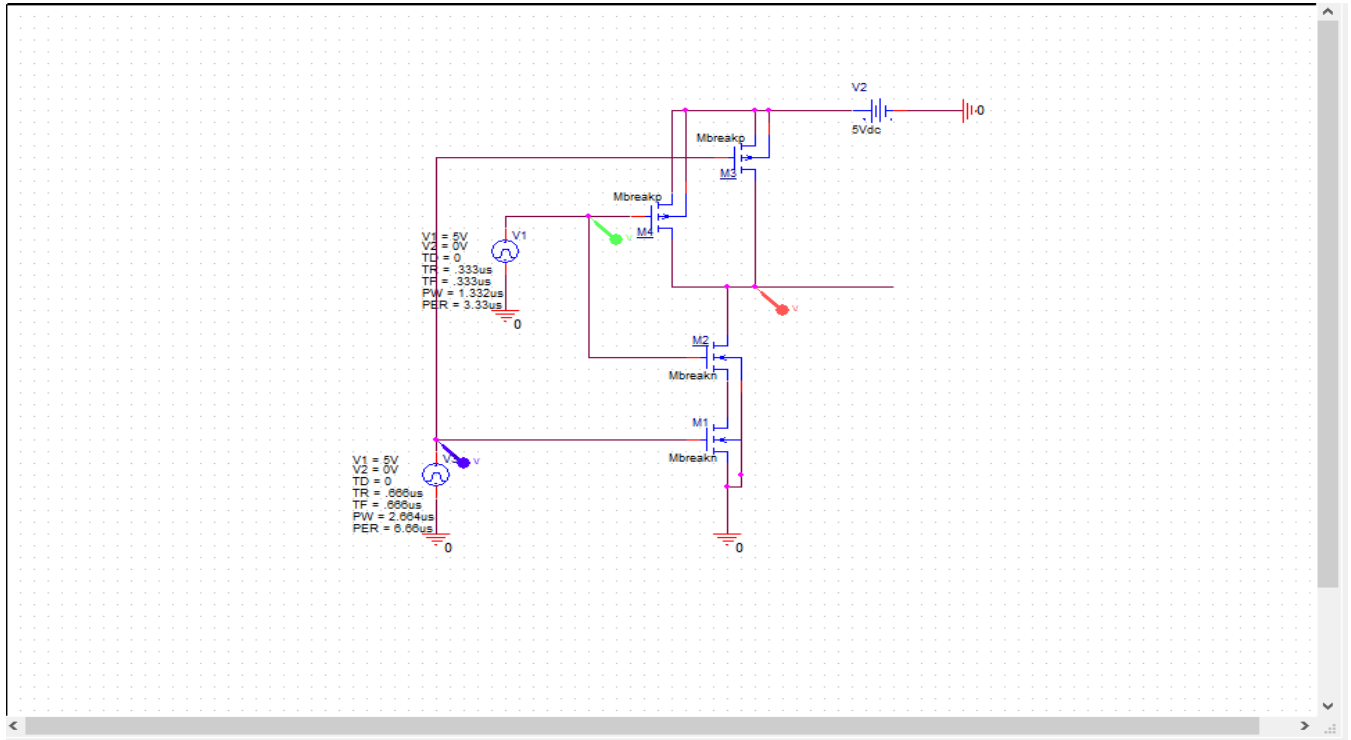 V2
5Vdc
0
Mbreakp
M3
Mbreakp
M4
V
V1
V1 = 5V
V2 = 0V
TD = 0
TR = .333us
TF = .333us
PW = 1.332us
PER = 3.33us
0
V
M2
Mbreakn
M1
Mbreakn
V
V1 = 5V
V2 = 0V
TD = 0
TR = .666us
TF = .666us
PW = 2.664us
PER = 6.66us
0
0